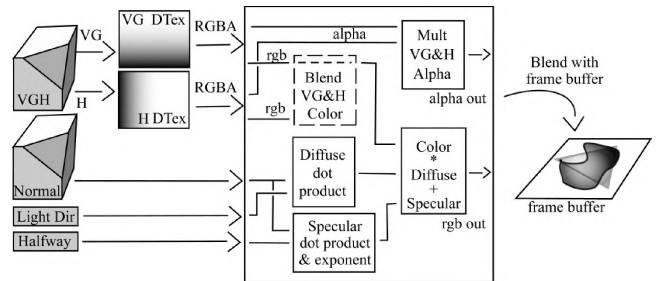 VG
VG DTex
RGBA
VGH
H
H DTex
RGBA
alpha
rgb
rgb
Blend
VG&H
Color
Mult
VG&H
Alpha
alpha out
Normal
Light Dir
Halfway
Diffuse
dot
product
Specular
dot product
& exponent
Color
*
Diffuse
+
Specular
rgb out
Blend with
frame buffer
frame buffer